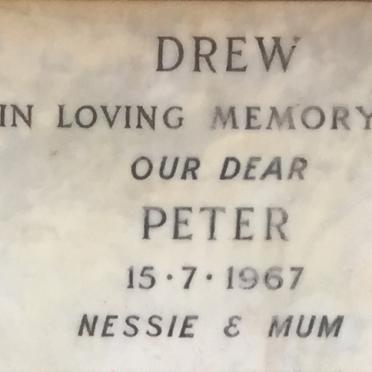 DREW
IN LOVING MEMORY
OUR DEAR
PETER
15·7·1967
NESSIE & MUM